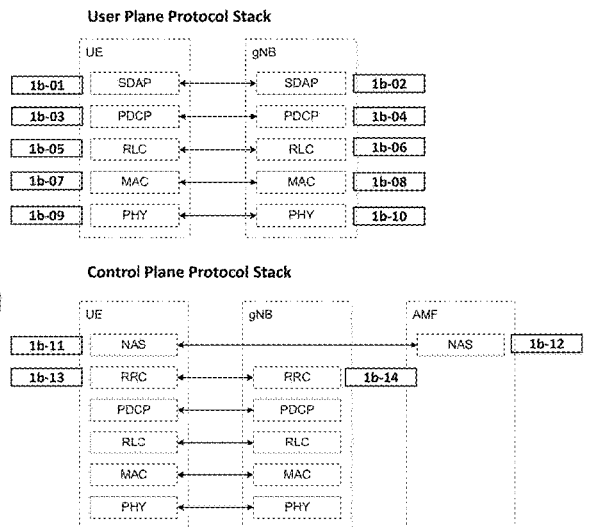 User Plane Protocol Stack
UE gNB
1b-01 SDAP SDAP 1b-02
1b-03 PDCP PDCP 1b-04
1b-05 RLC RLC 1b-06
1b-07 MAC MAC 1b-08
1b-09 PHY PHY 1b-10
Control Plane Protocol Stack
UE gNB AMF
1b-11 NAS NAS 1b-12
1b-13 RRC RRC 1b-14
PDCP PDCP
RLC RLC
MAC MAC
PHY PHY